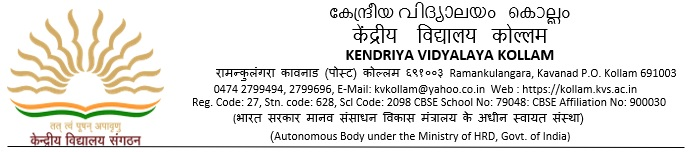 കേന്ദ്രീയ വിദ്യാലയം കൊല്ലം
केंद्रीय विद्यालय कोल्लम
KENDRIYA VIDYALAYA KOLLAM
रामन्कुलंगरा कावनाड (पोस्ट) कोल्लम ६९१००३ Ramankulangara, Kavanad P.O. Kollam 691003
0474 2799494, 2799696, E-Mail: kvkollam@yahoo.co.in Web : https://kollam.kvs.ac.in
Reg. Code: 27, Stn. code: 628, Scl Code: 2098 CBSE School No: 79048: CBSE Affiliation No: 900030
(भारत सरकार मानव संसाधन विकास मंत्रालय के अधीन स्वायत संस्था)
(Autonomous Body under the Ministry of HRD, Govt. of India)
तत् त्वं पूषन् अपावृणु
केन्द्रीय विद्यालय संगठन